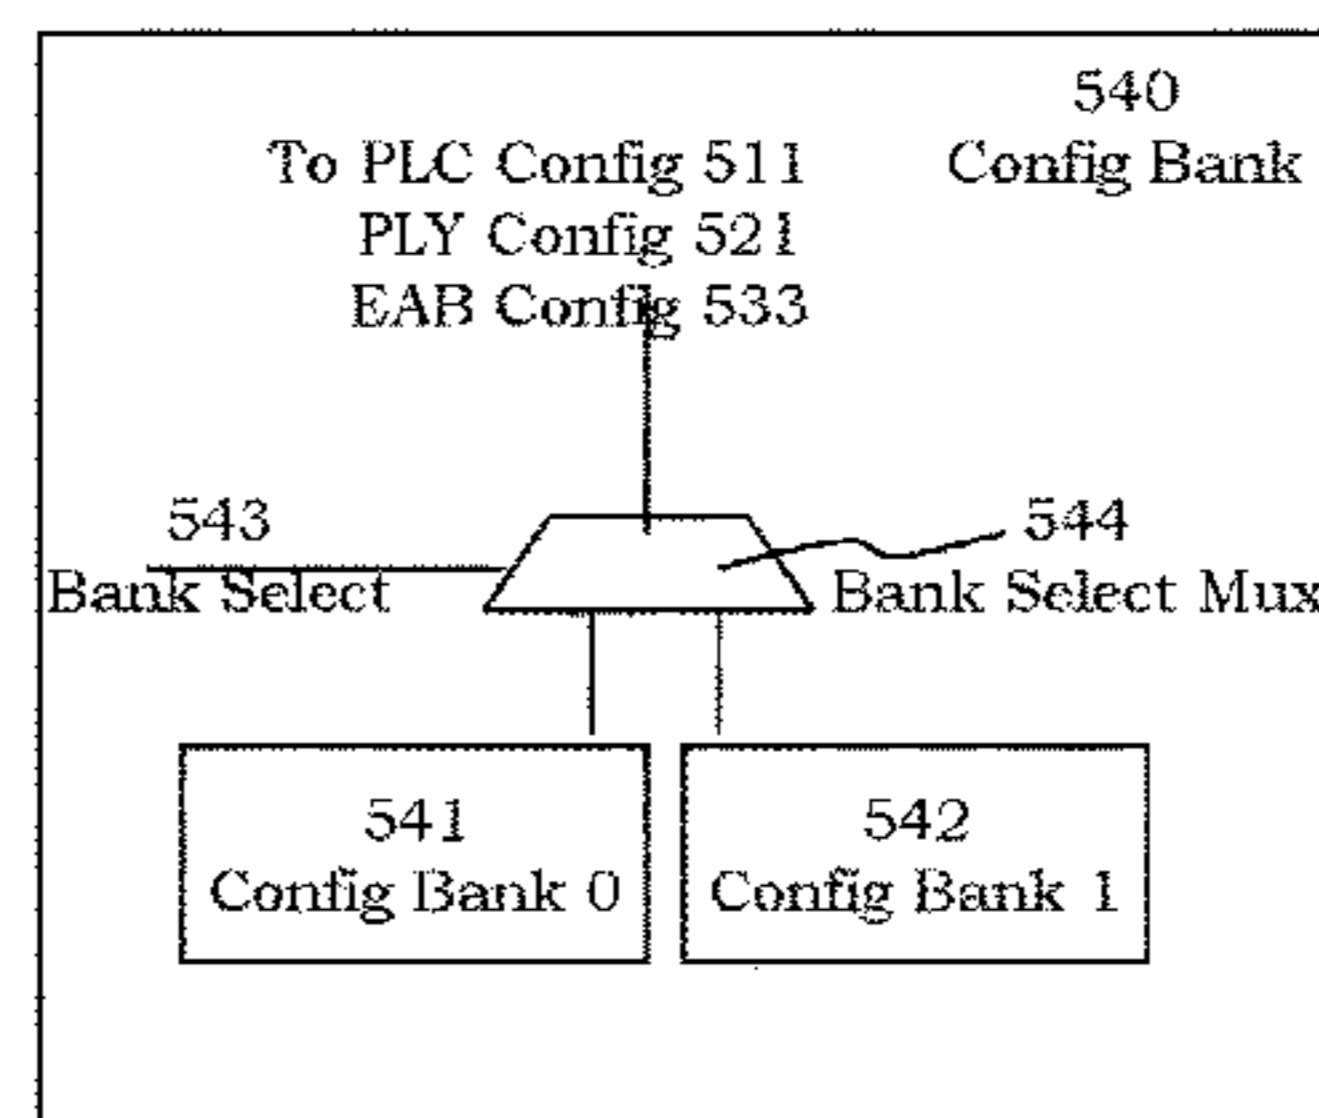 540
Config Bank
To PLC Config 511
PLY Config 521
EAB Config 533
543
Bank Select
544
Bank Select Mux
541
Config Bank 0
542
Config Bank 1